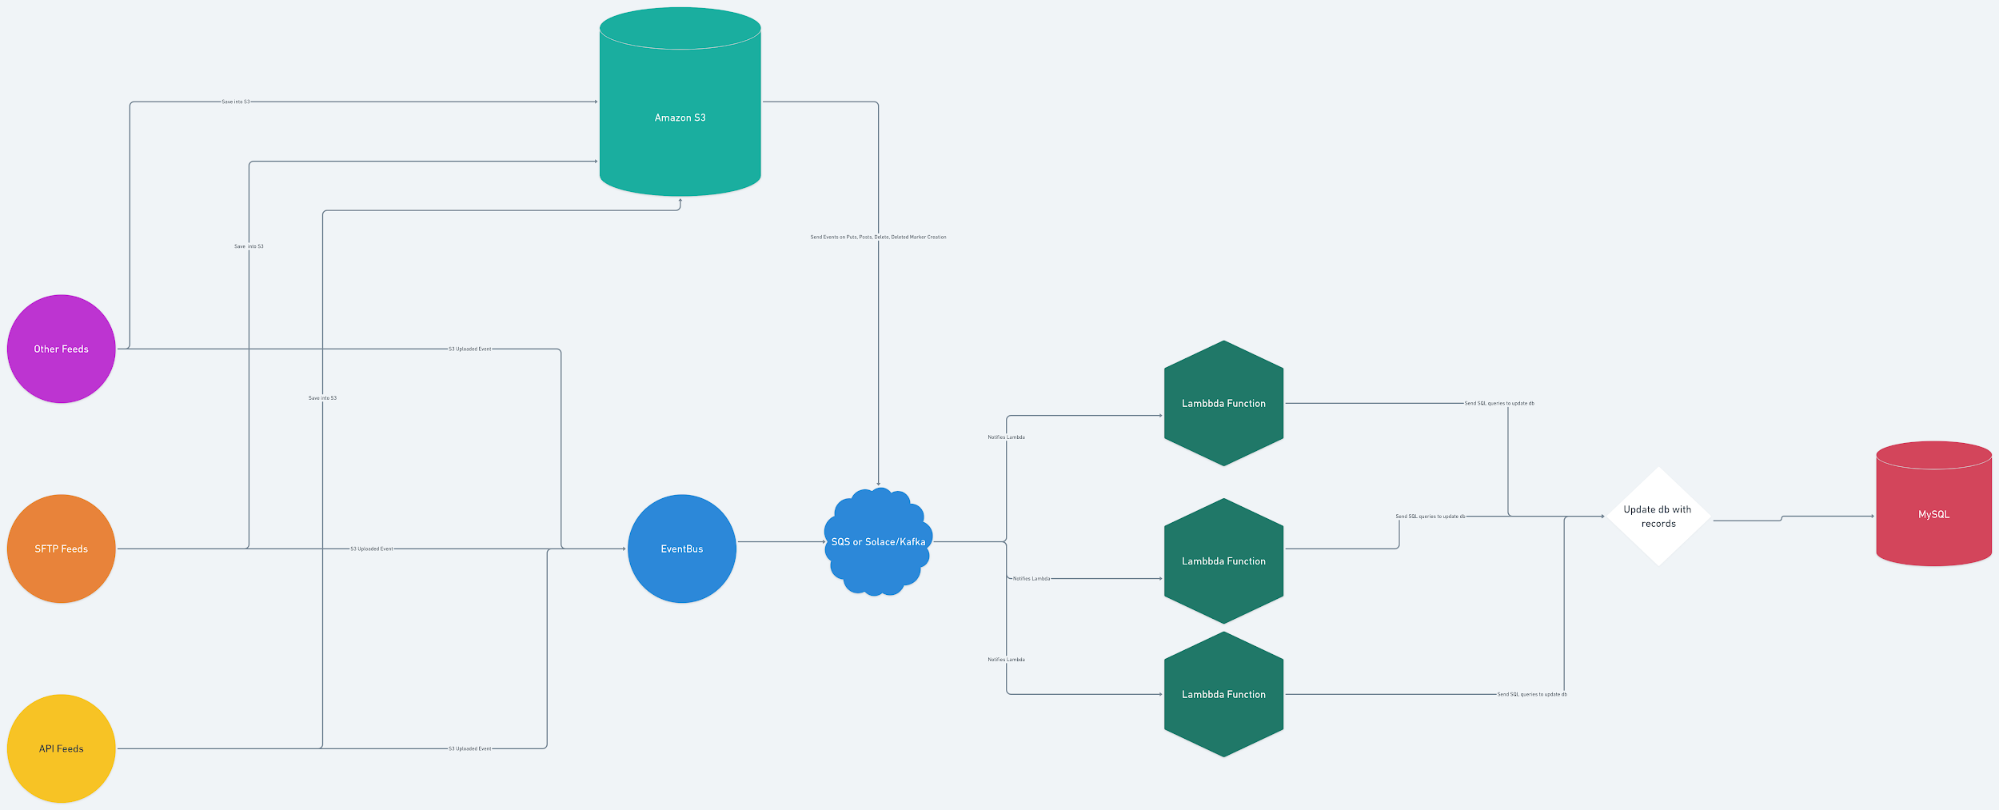 Amazon S3
Save into S3
Save into S3
Send Events on Puts, Posts, Delets, Deleted Marker Creation
Other Feeds
S3 Uploaded Event
Save into S3
Lambbda Function
Send SQL queries to update db
Notifies Lambda
SFTP Feeds
S3 Uploaded Event
EventBus
SQS or Solace/Kafka
Notifies Lambda
Lambbda Function
Send SQL queries to update db
Update db with
records
MySQL
Notifies Lambda
Lambbda Function
Send SQL queries to update db
API Feeds
S3 Uploaded Event